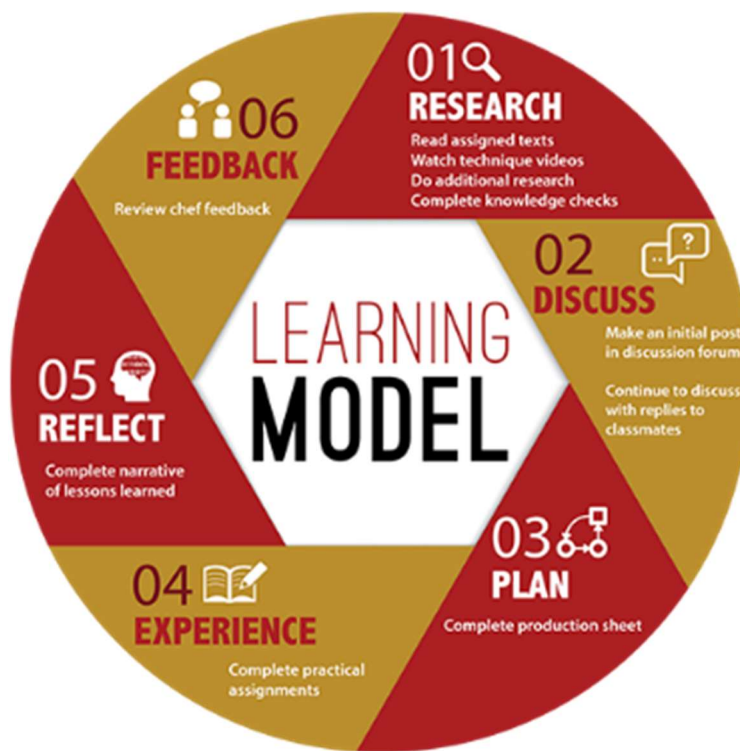 LEARNING
MODEL
01
RESEARCH
Read assigned texts
Watch technique videos
Do additional research
Complete knowledge checks
02
?
DISCUSS
Make an initial post
in discussion forum
Continue to discuss
with replies to
classmates
03
PLAN
Complete production sheet
04
EXPERIENCE
Complete practical
assignments
05
REFLECT
Complete narrative
of lessons learned
06
FEEDBACK
Review chef feedback